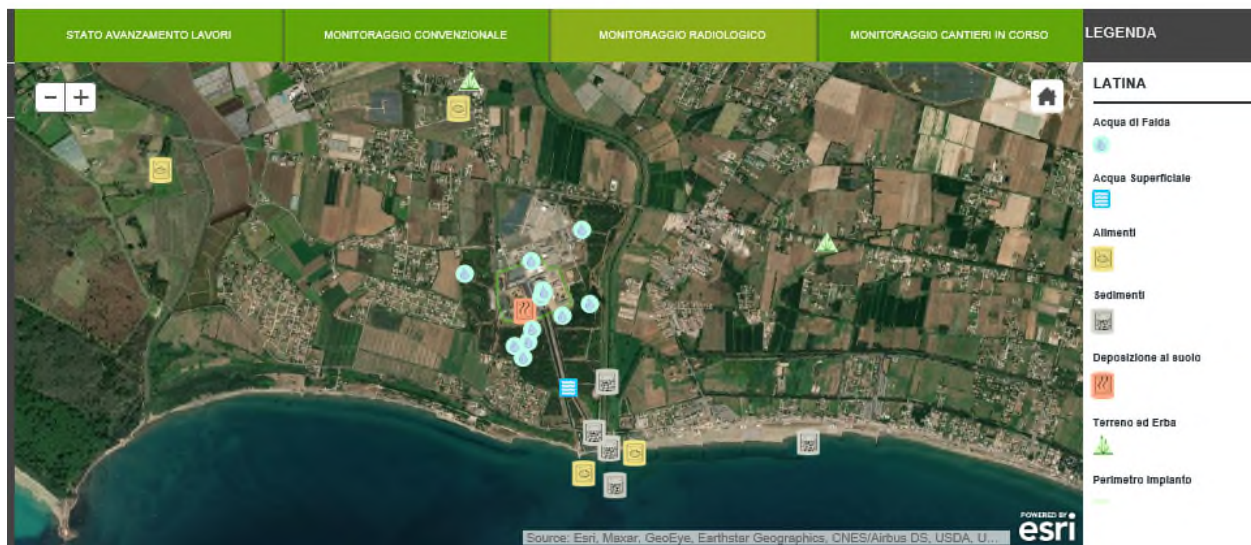 STATO AVANZAMENTO LAVORI
MONITORAGGIO CONVENZIONALE
MONITORAGGIO RADIOLOGICO
MONITORAGGIO CANTIERI IN CORSO
LEGENDA
LATINA
Acqua di Falda
Acqua Superficiale
Alimenti
Sedimenti
Deposizione al suolo
Terreno ed Erba
Perimetro Impianto
POWERED BY
esri
Source: Esri, Maxar, GeoEye, Earthstar Geographics, CNES/Airbus DS, USDA, U...